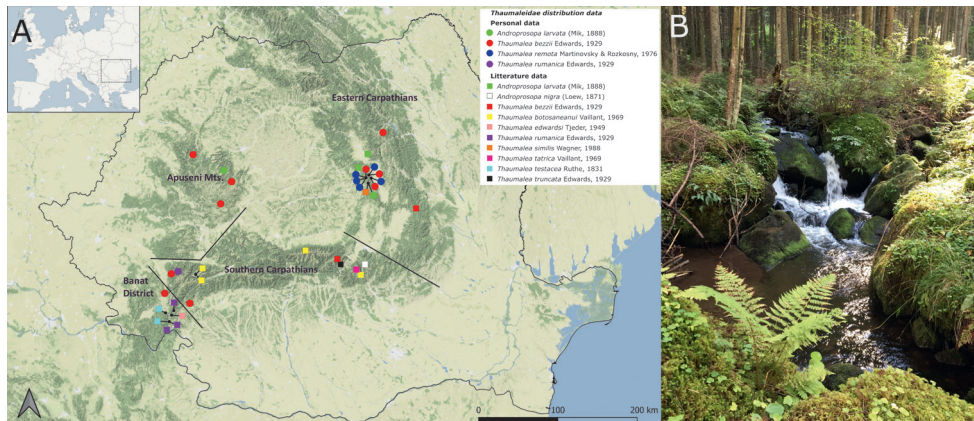 A
Thaumaleidae distribution data
Personal data
Androprosopa larvata (Mik, 1888)
Thaumalea bezzii Edwards, 1929
Thaumalea remota Martinovsky & Rozkosny, 1976
Thaumalea rumanica Edwards, 1929
Litterature data
Androprosopa larvata (Mik, 1888)
Androprosopa nigra (Loew, 1871)
Thaumalea bezzii Edwards, 1929
Thaumalea botosaneanui Vaillant, 1969
Thaumalea edwardsi Tjeder, 1949
Thaumalea rumanica Edwards, 1929
Thaumalea similis Wagner, 1988
Thaumalea tatrica Vaillant, 1969
Thaumalea testacea Ruthe, 1831
Thaumalea truncata Edwards, 1929
Eastern Carpathians
Apuseni Mts.
Southern Carpathians
Banat
District
0 100 200 km
B